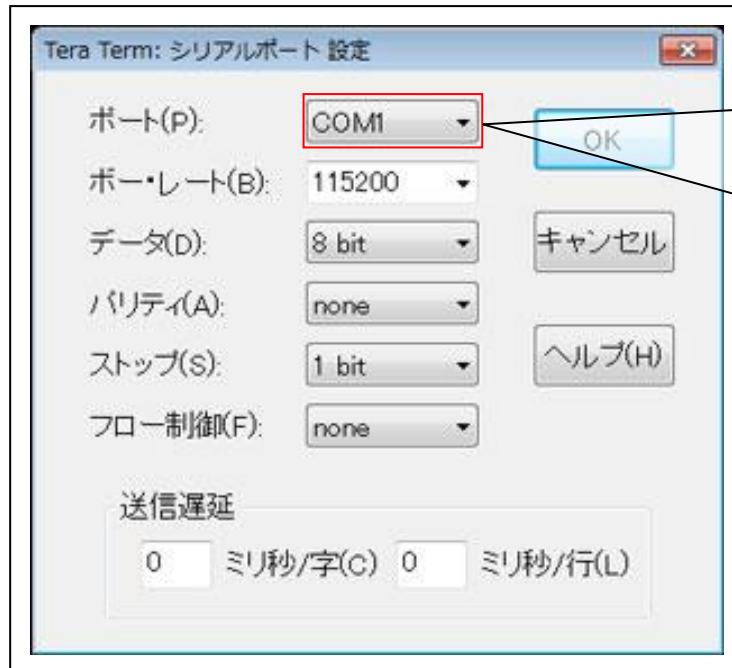 Tera Term: シリアルポート 設定
ポート(P): COM1 OK
ボー・レート(B): 115200
データ(D): 8 bit キャンセル
パリティ(A): none
ストップ(S): 1 bit ヘルプ(H)
フロー制御(F): none
送信遅延
0 ミリ秒/字(C) 0 ミリ秒/行(L)